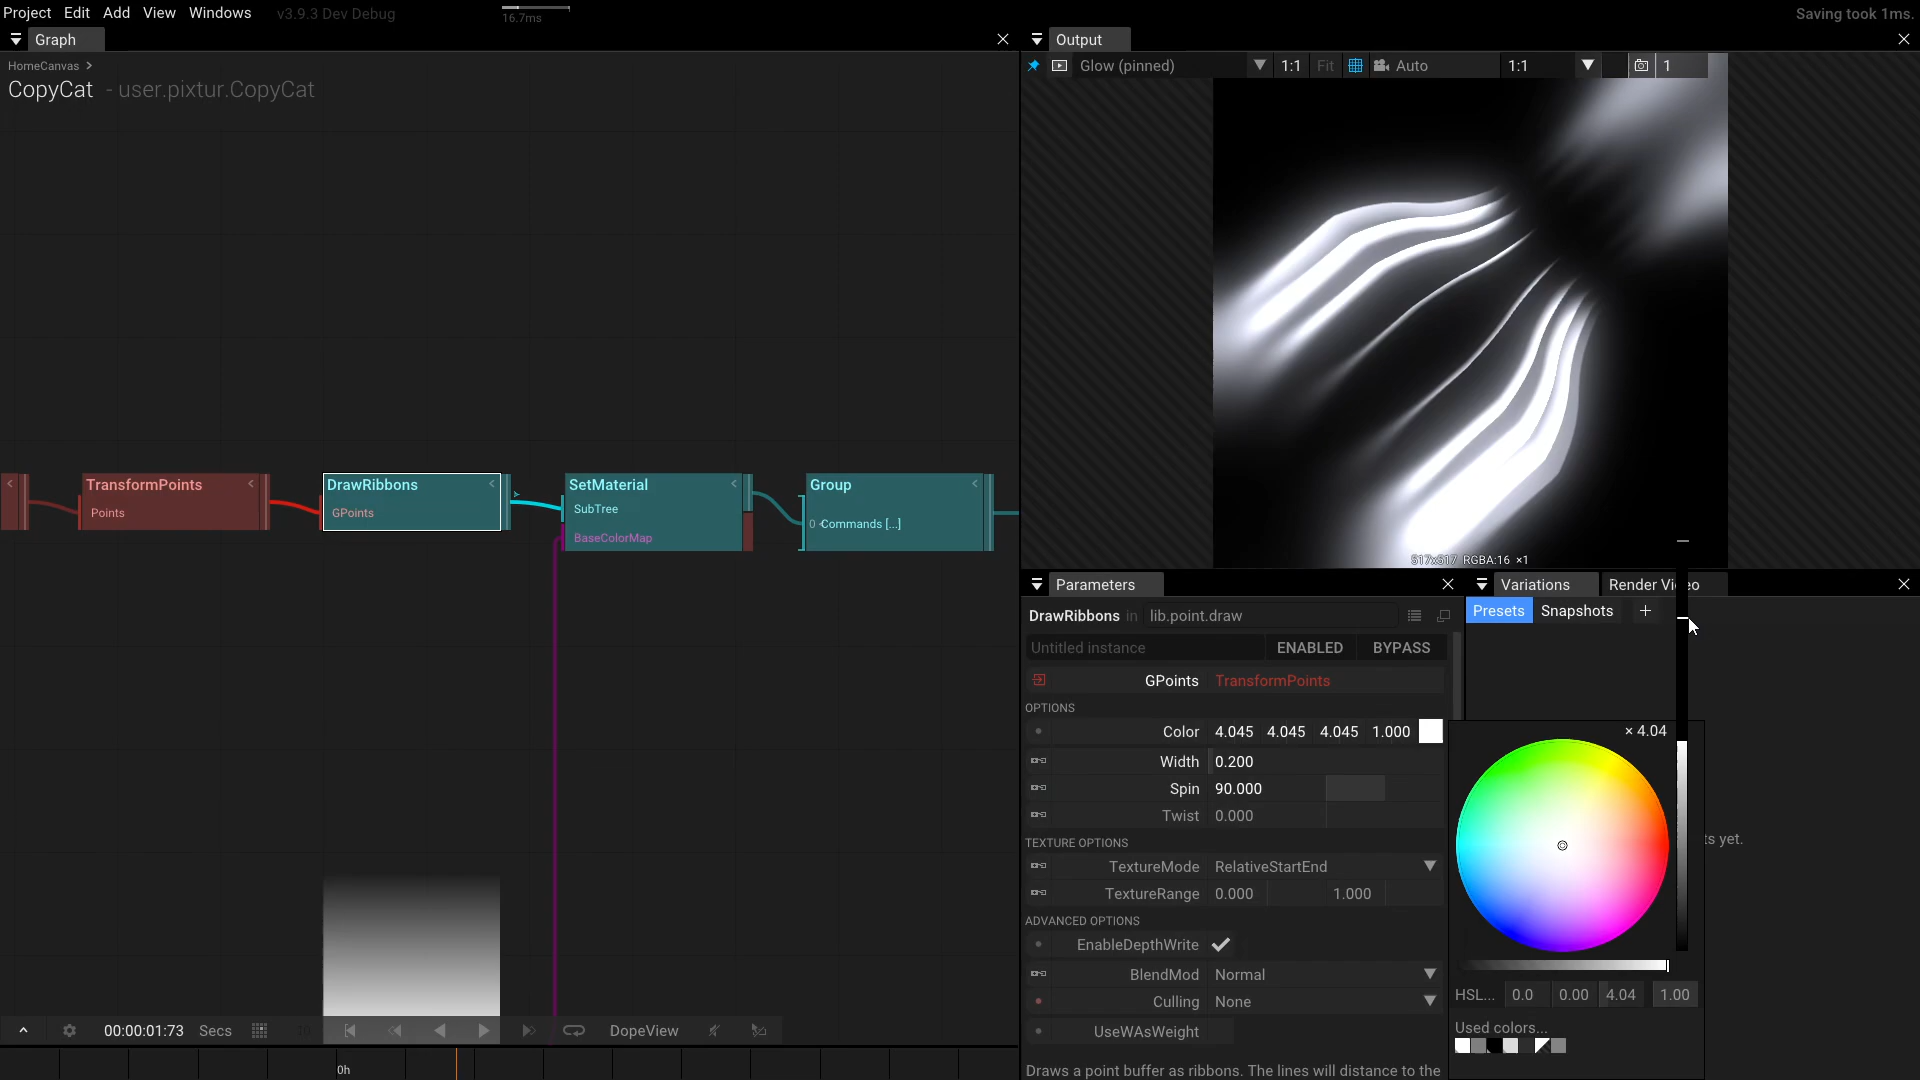 Project Edit Add View Windows v3.9.3 Dev Debug 16.7ms Saving took 1ms.
Graph
HomeCanvas >
CopyCat - user.pixtur.CopyCat
TransformPoints
Points
DrawRibbons
GPoints
SetMaterial
SubTree
BaseColorMap
Group
0 Commands [...]
00:00:01:73 Secs DopeView
0h
Output
Glow (pinned) 1:1 Fit Auto 1:1 1
517x517 RGBA:16 ×1
Parameters
DrawRibbons in lib.point.draw
Untitled instance ENABLED BYPASS
GPoints TransformPoints
OPTIONS
Color 4.045 4.045 4.045 1.000
Width 0.200
Spin 90.000
Twist 0.000
TEXTURE OPTIONS
TextureMode RelativeStartEnd
TextureRange 0.000 1.000
ADVANCED OPTIONS
EnableDepthWrite
BlendMod Normal
Culling None
UseWAsWeight
Draws a point buffer as ribbons. The lines will distance to the
Variations Render Video
Presets Snapshots +
× 4.04
ts yet.
HSL... 0.0 0.00 4.04 1.00
Used colors...